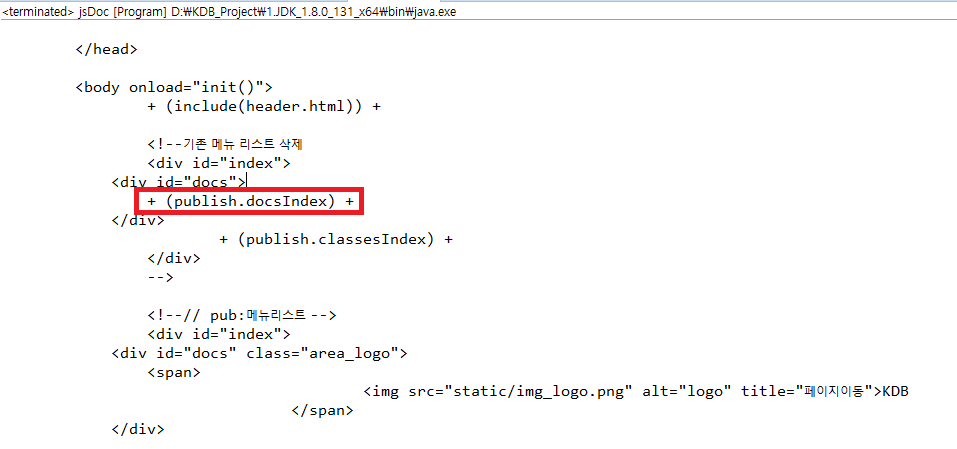 <terminated> jsDoc [Program] D:₩KDB_Project₩1.JDK_1.8.0_131_x64₩bin₩java.exe
</head>
<body onload="init()">
+ (include(header.html)) +
<!--기존 메뉴 리스트 삭제
<div id="index">
<div id="docs">
+ (publish.docsIndex) +
</div>
+ (publish.classesIndex) +
</div>
-->
<!--// pub:메뉴리스트 -->
<div id="index">
<div id="docs" class="area_logo">
<span>
<img src="static/img_logo.png" alt="logo" title="페이지이동">KDB
</span>
</div>